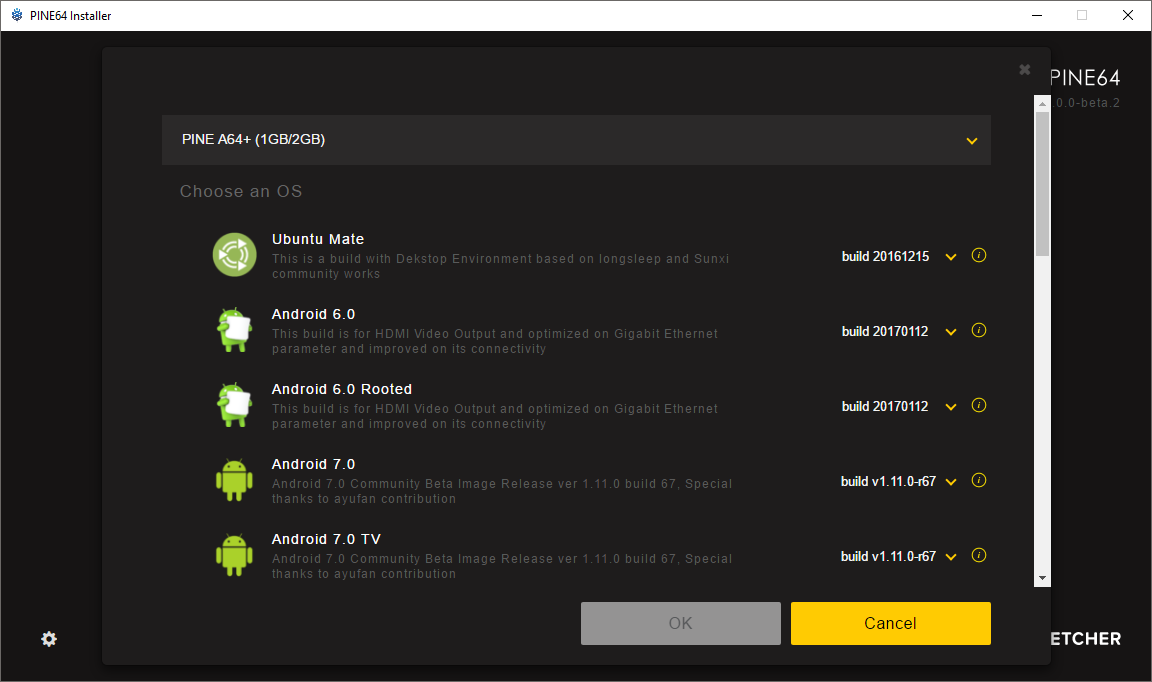 PINE64 Installer
PINE64
.0.0-beta.2
PINE A64+ (1GB/2GB)
Choose an OS
Ubuntu Mate
This is a build with Dekstop Environment based on longsleep and Sunxi
community works
build 20161215
Android 6.0
This build is for HDMI Video Output and optimized on Gigabit Ethernet
parameter and improved on its connectivity
build 20170112
Android 6.0 Rooted
This build is for HDMI Video Output and optimized on Gigabit Ethernet
parameter and improved on its connectivity
build 20170112
Android 7.0
Android 7.0 Community Beta Image Release ver 1.11.0 build 67, Special
thanks to ayufan contribution
build v1.11.0-r67
Android 7.0 TV
Android 7.0 Community Beta Image Release ver 1.11.0 build 67, Special
thanks to ayufan contribution
build v1.11.0-r67
OK
Cancel
ETCHER